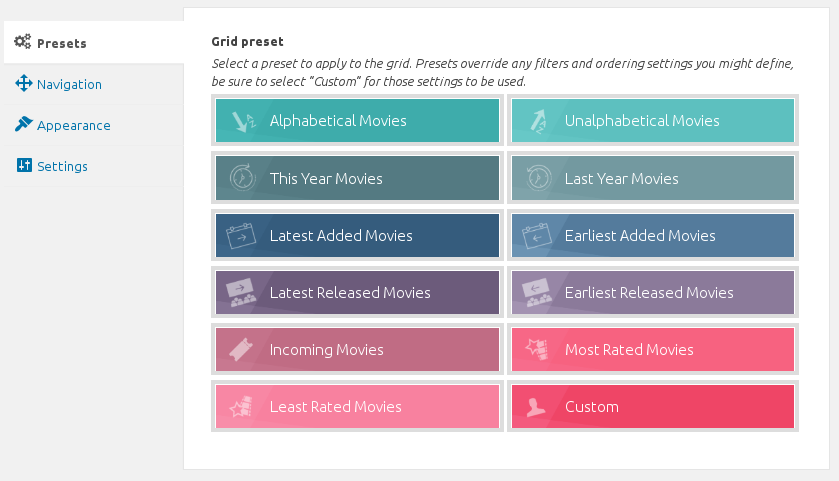 Presets
Navigation
Appearance
Settings
Grid preset
Select a preset to apply to the grid. Presets override any filters and ordering settings you might define,
be sure to select "Custom" for those settings to be used.
Alphabetical Movies
Unalphabetical Movies
This Year Movies
Last Year Movies
Latest Added Movies
Earliest Added Movies
Latest Released Movies
Earliest Released Movies
Incoming Movies
Most Rated Movies
Least Rated Movies
Custom